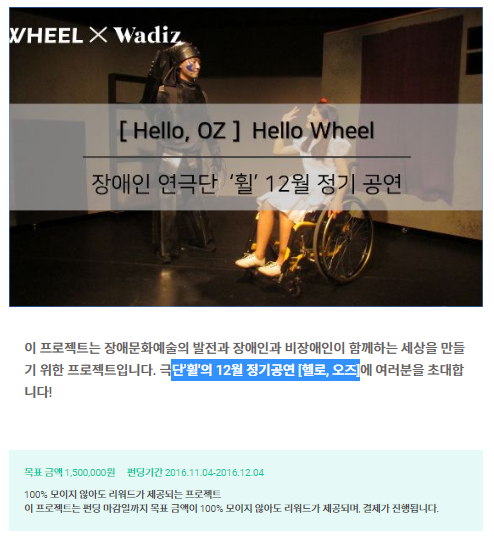 WHEEL × Wadiz
[ Hello, OZ ] Hello Wheel
장애인 연극단 ‘휠’ 12월 정기 공연
이 프로젝트는 장애문화예술의 발전과 장애인과 비장애인이 함께하는 세상을 만들
기 위한 프로젝트입니다. 극단'휠'의 12월 정기공연 [헬로, 오즈]에 여러분을 초대합
니다!
목표 금액 1,500,000원 펀딩기간 2016.11.04-2016.12.04
100% 모이지 않아도 리워드가 제공되는 프로젝트
이 프로젝트는 펀딩 마감일까지 목표 금액이 100% 모이지 않아도 리워드가 제공되며, 결제가 진행됩니다.